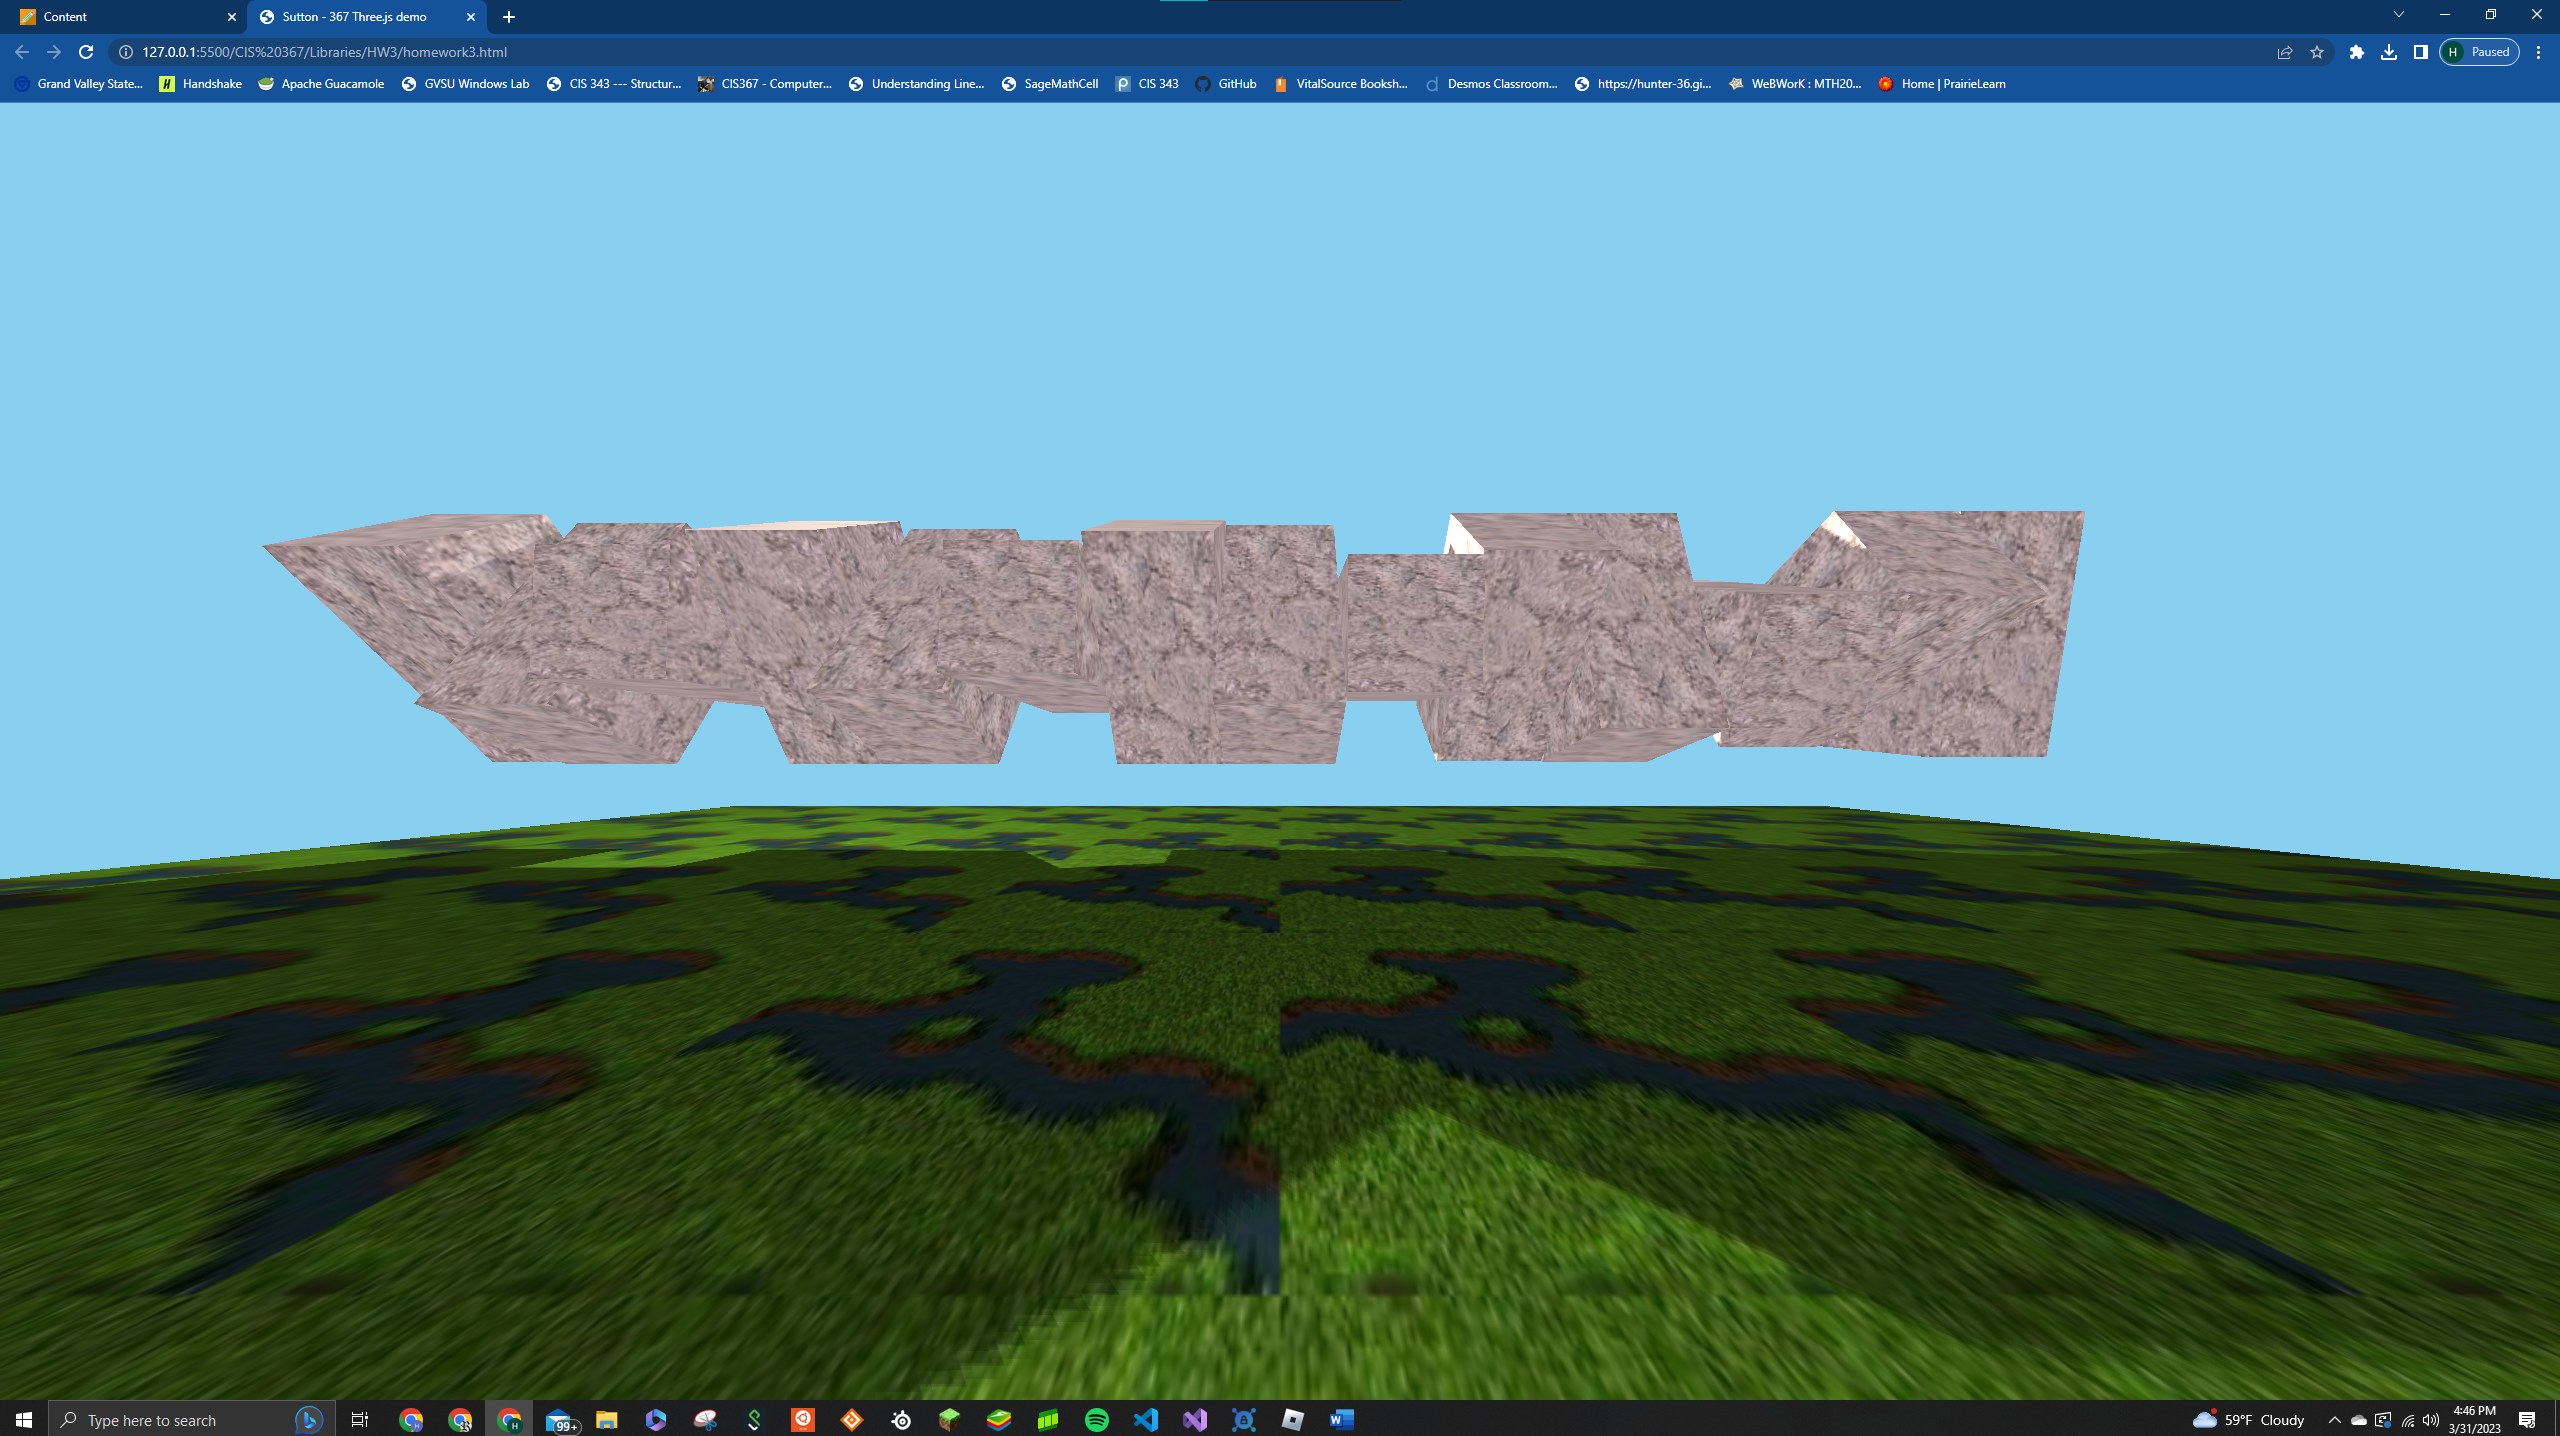 Content
Sutton - 367 Three.js demo
127.0.0.1:5500/CIS%20367/Libraries/HW3/homework3.html
H Paused
Grand Valley State... H Handshake Apache Guacamole GVSU Windows Lab CIS 343 --- Structur... CIS367 - Computer... Understanding Line... SageMathCell P CIS 343 GitHub VitalSource Booksh... d Desmos Classroom... https://hunter-36.gi... WeBWorK : MTH20... Home | PrairieLearn
Type here to search
99+
59°F Cloudy
4:46 PM
3/31/2023